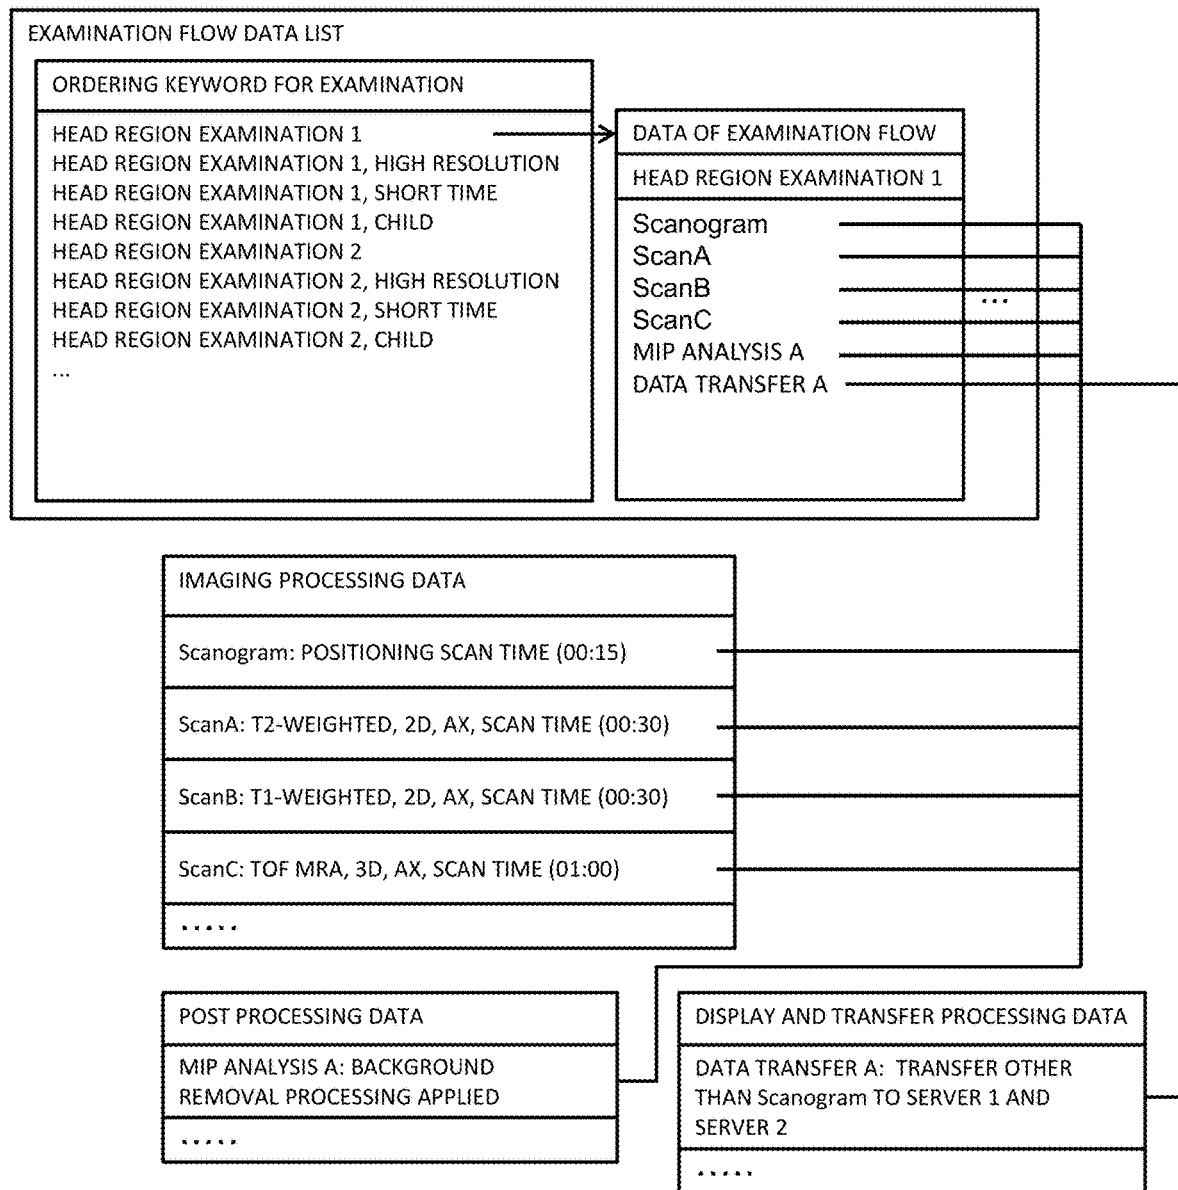 EXAMINATION FLOW DATA LIST
ORDERING KEYWORD FOR EXAMINATION
HEAD REGION EXAMINATION 1
HEAD REGION EXAMINATION 1, HIGH RESOLUTION
HEAD REGION EXAMINATION 1, SHORT TIME
HEAD REGION EXAMINATION 1, CHILD
HEAD REGION EXAMINATION 2
HEAD REGION EXAMINATION 2, HIGH RESOLUTION
HEAD REGION EXAMINATION 2, SHORT TIME
HEAD REGION EXAMINATION 2, CHILD
...
DATA OF EXAMINATION FLOW
HEAD REGION EXAMINATION 1
Scanogram
ScanA
ScanB
ScanC
MIP ANALYSIS A
DATA TRANSFER A
...
IMAGING PROCESSING DATA
Scanogram: POSITIONING SCAN TIME (00:15)
ScanA: T2-WEIGHTED, 2D, AX, SCAN TIME (00:30)
ScanB: T1-WEIGHTED, 2D, AX, SCAN TIME (00:30)
ScanC: TOF MRA, 3D, AX, SCAN TIME (01:00)
.....
POST PROCESSING DATA
MIP ANALYSIS A: BACKGROUND
REMOVAL PROCESSING APPLIED
.....
DISPLAY AND TRANSFER PROCESSING DATA
DATA TRANSFER A: TRANSFER OTHER
THAN Scanogram TO SERVER 1 AND
SERVER 2
.....